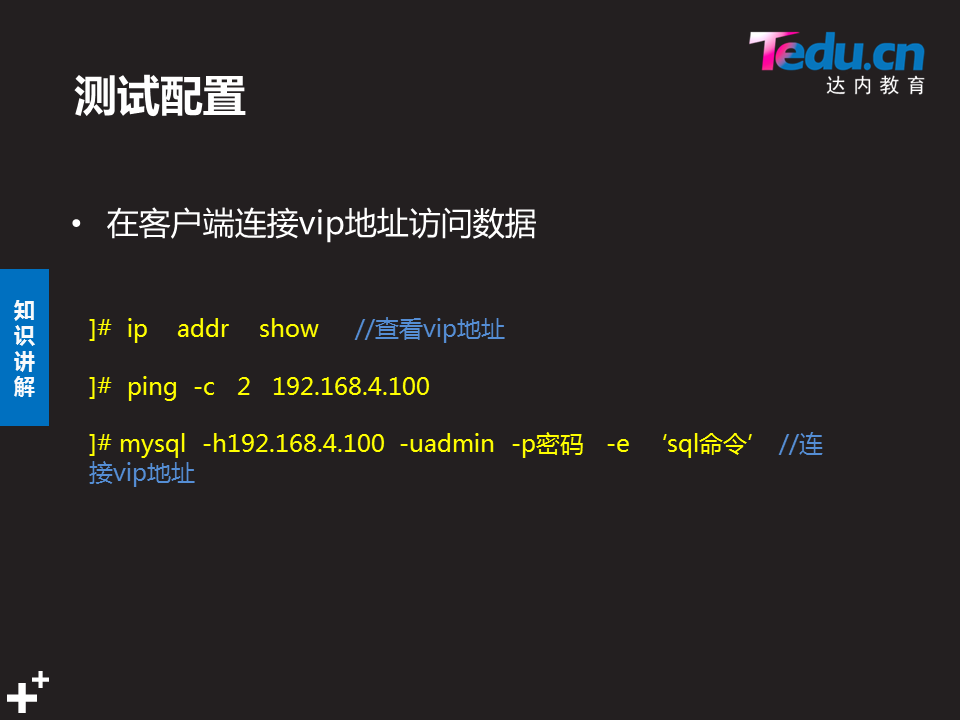 Tedu.cn
达内教育
测试配置
• 在客户端连接vip地址访问数据
知
识
讲
解
]# ip addr show //查看vip地址
]# ping -c 2 192.168.4.100
]# mysql -h192.168.4.100 -uadmin -p密码 -e ‘sql命令’ //连
接vip地址